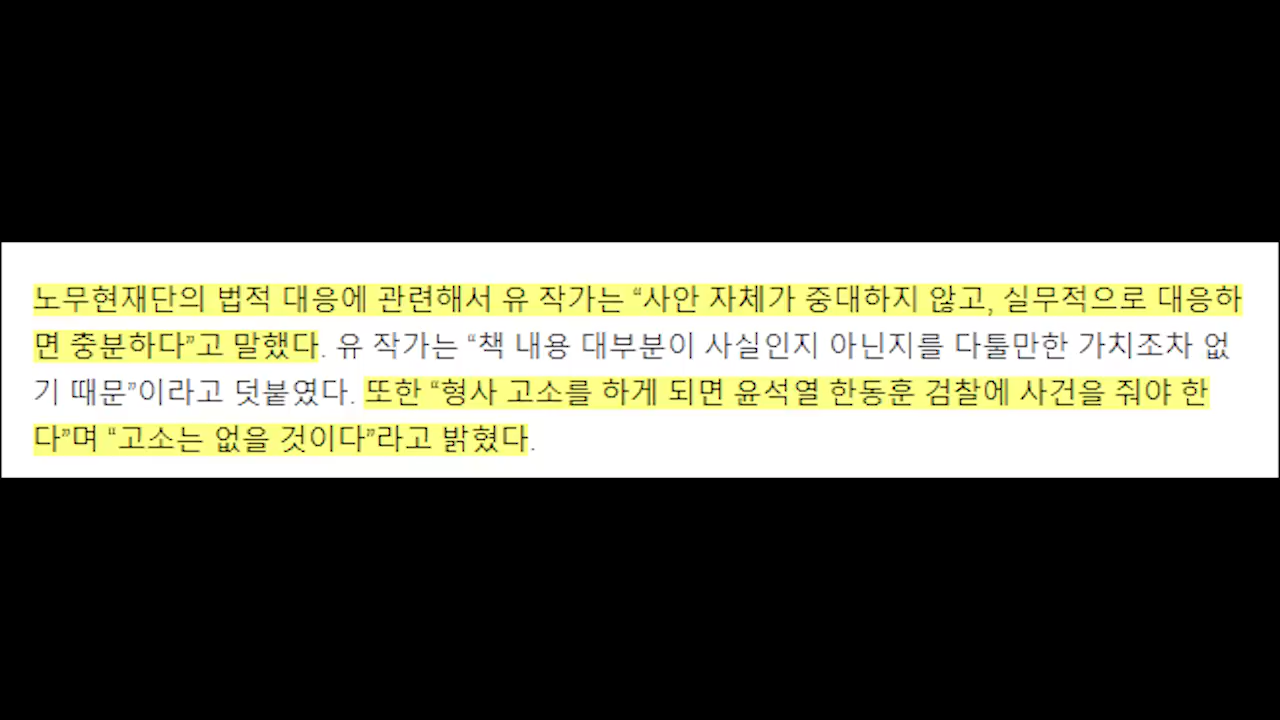 노무현재단의 법적 대응에 관련해서 유 작가는 “사안 자체가 중대하지 않고, 실무적으로 대응하
면 충분하다”고 말했다. 유 작가는 “책 내용 대부분이 사실인지 아닌지를 다툴만한 가치조차 없
기 때문”이라고 덧붙였다. 또한 “형사 고소를 하게 되면 윤석열 한동훈 검찰에 사건을 줘야 한
다”며 “고소는 없을 것이다”라고 밝혔다.